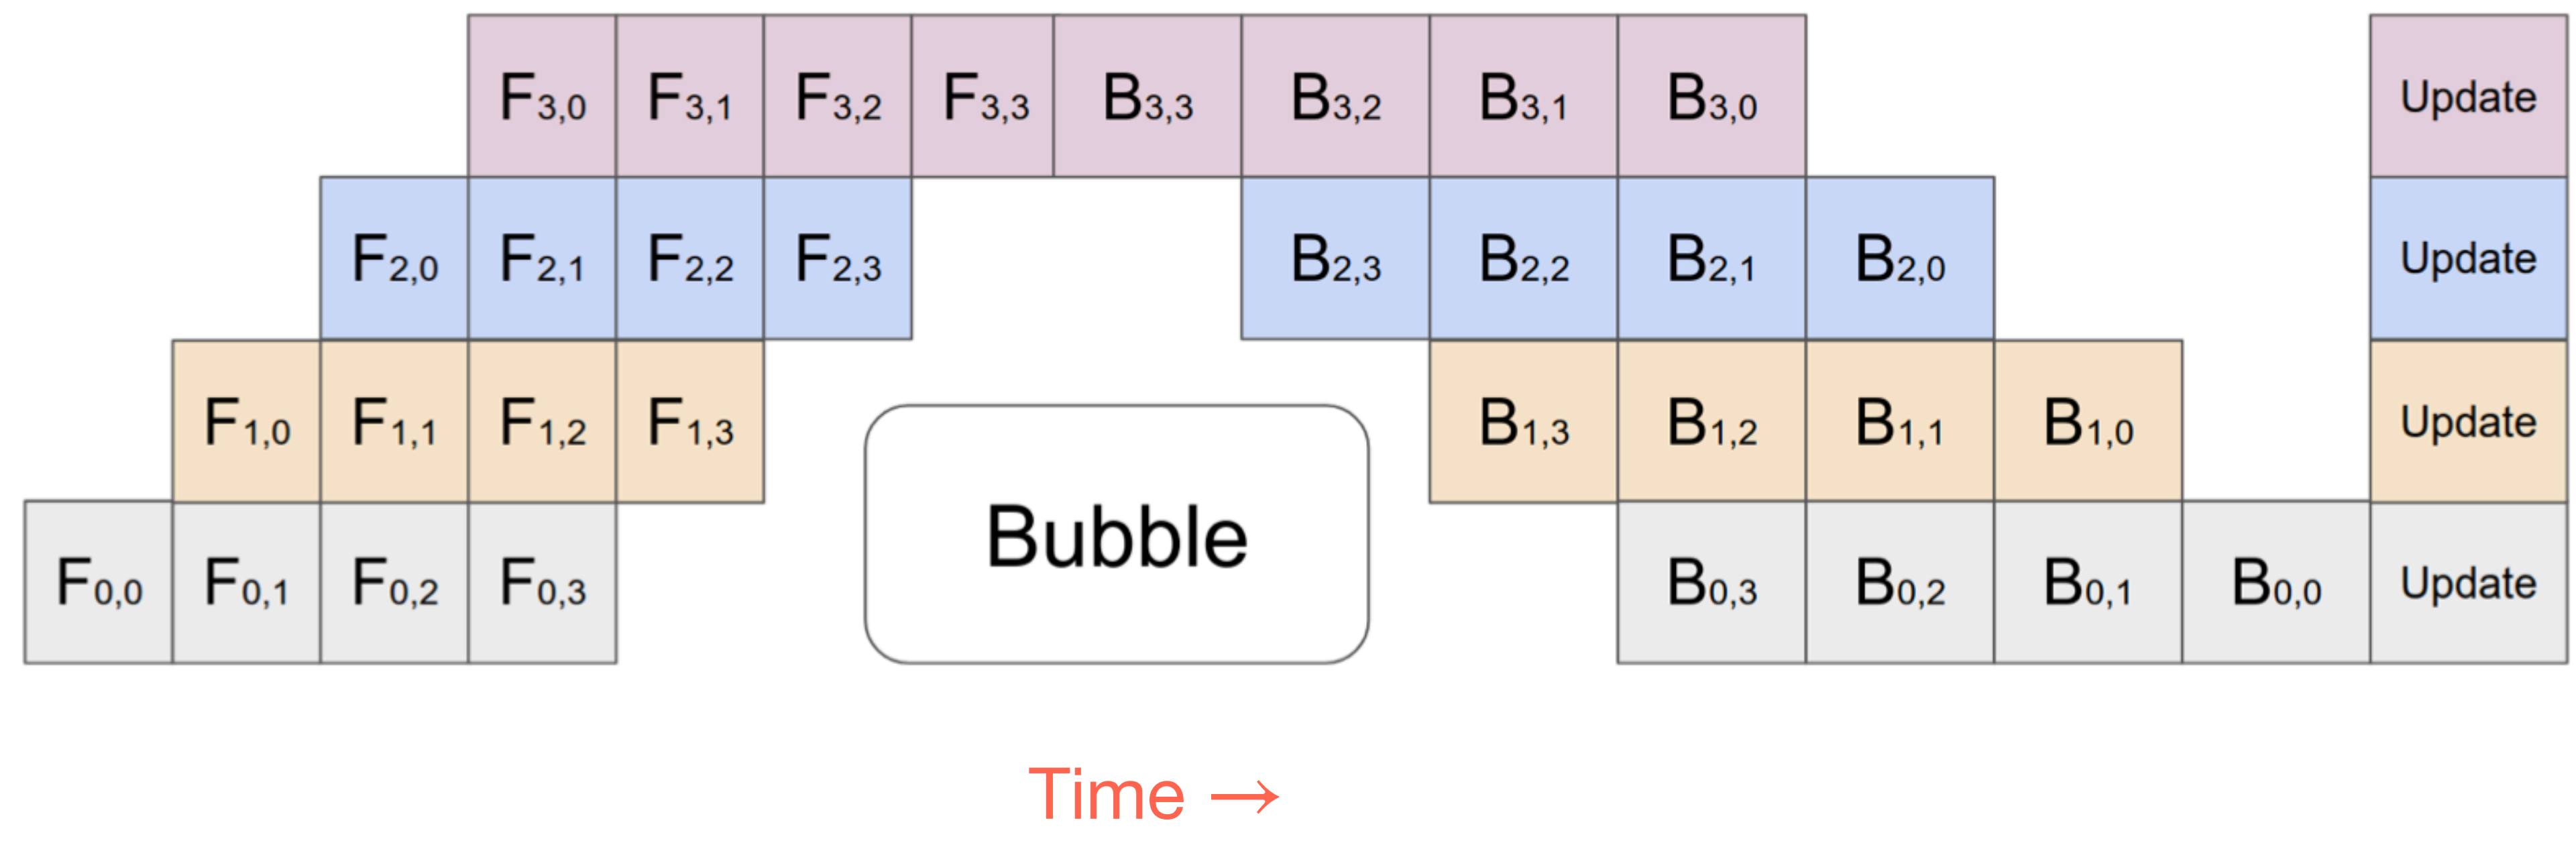 F3,0 F3,1 F3,2 F3,3 B3,3 B3,2 B3,1 B3,0 Update
F2,0 F2,1 F2,2 F2,3 B2,3 B2,2 B2,1 B2,0 Update
F1,0 F1,1 F1,2 F1,3 B1,3 B1,2 B1,1 B1,0 Update
Bubble
F0,0 F0,1 F0,2 F0,3 B0,3 B0,2 B0,1 B0,0 Update
Time →